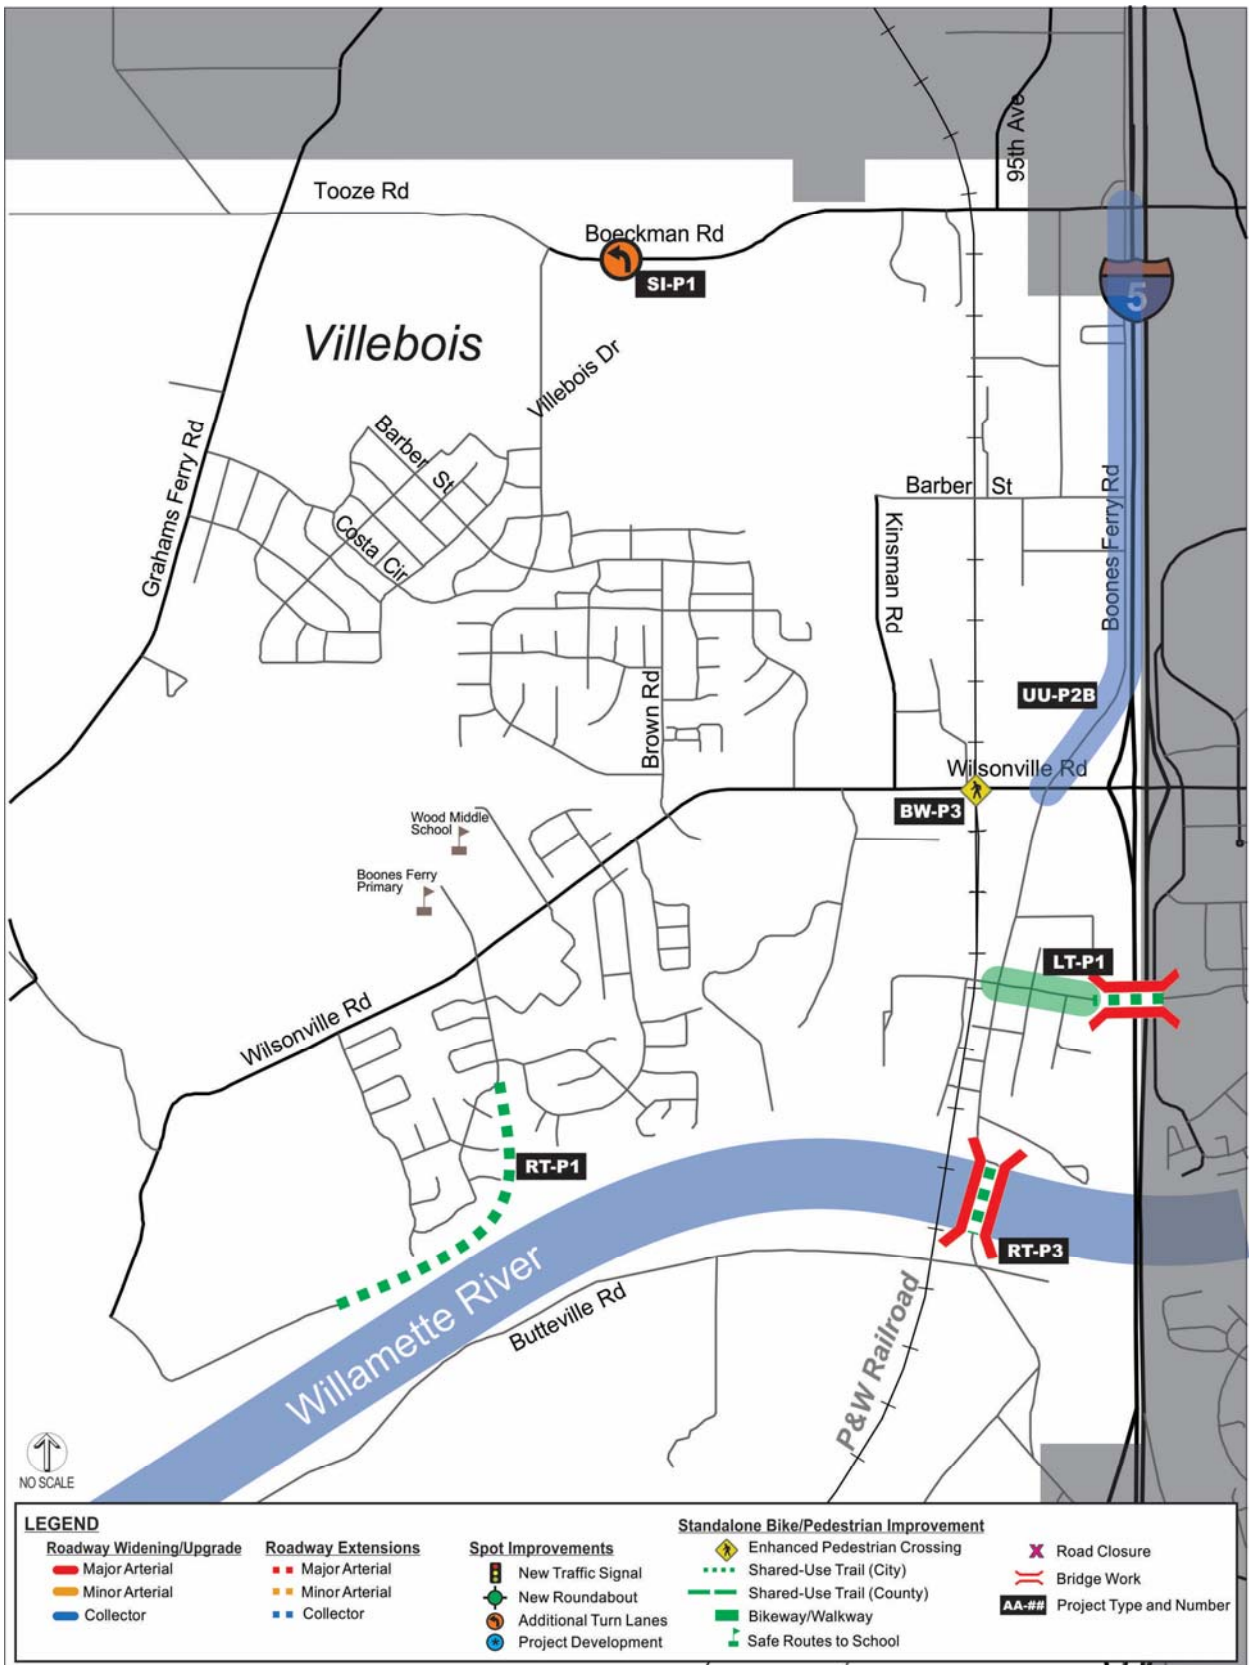 95th Ave
Tooze Rd
Boeckman Rd
SI-P1
5
Villebois
Villebois Dr
Grahams Ferry Rd
Barber St
Costa Cir
Barber St
Kinsman Rd
Boones Ferry Rd
UU-P2B
Brown Rd
Wilsonville Rd
BW-P3
Wood Middle
School
Boones Ferry
Primary
LT-P1
Wilsonville Rd
RT-P1
RT-P3
Willamette River
Butteville Rd
P&W Railroad
NO SCALE
LEGEND
Roadway Widening/Upgrade
Major Arterial
Minor Arterial
Collector
Roadway Extensions
Major Arterial
Minor Arterial
Collector
Spot Improvements
New Traffic Signal
New Roundabout
Additional Turn Lanes
Project Development
Standalone Bike/Pedestrian Improvement
Enhanced Pedestrian Crossing
Shared-Use Trail (City)
Shared-Use Trail (County)
Bikeway/Walkway
Safe Routes to School
Road Closure
Bridge Work
AA-## Project Type and Number